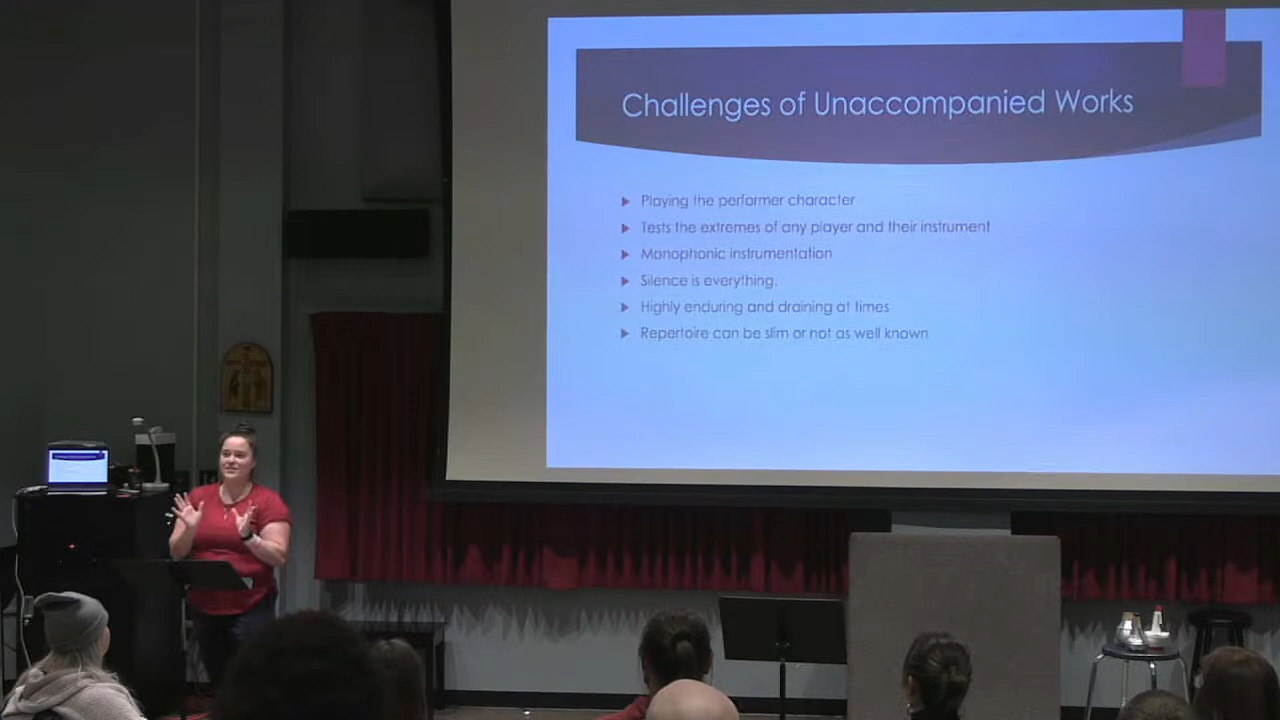 Challenges of Unaccompanied Works
Playing the performer character
Tests the extremes of any player and their instrument
Monophonic instrumentation
Silence is everything.
Highly enduring and draining at times
Repertoire can be slim or not as well known